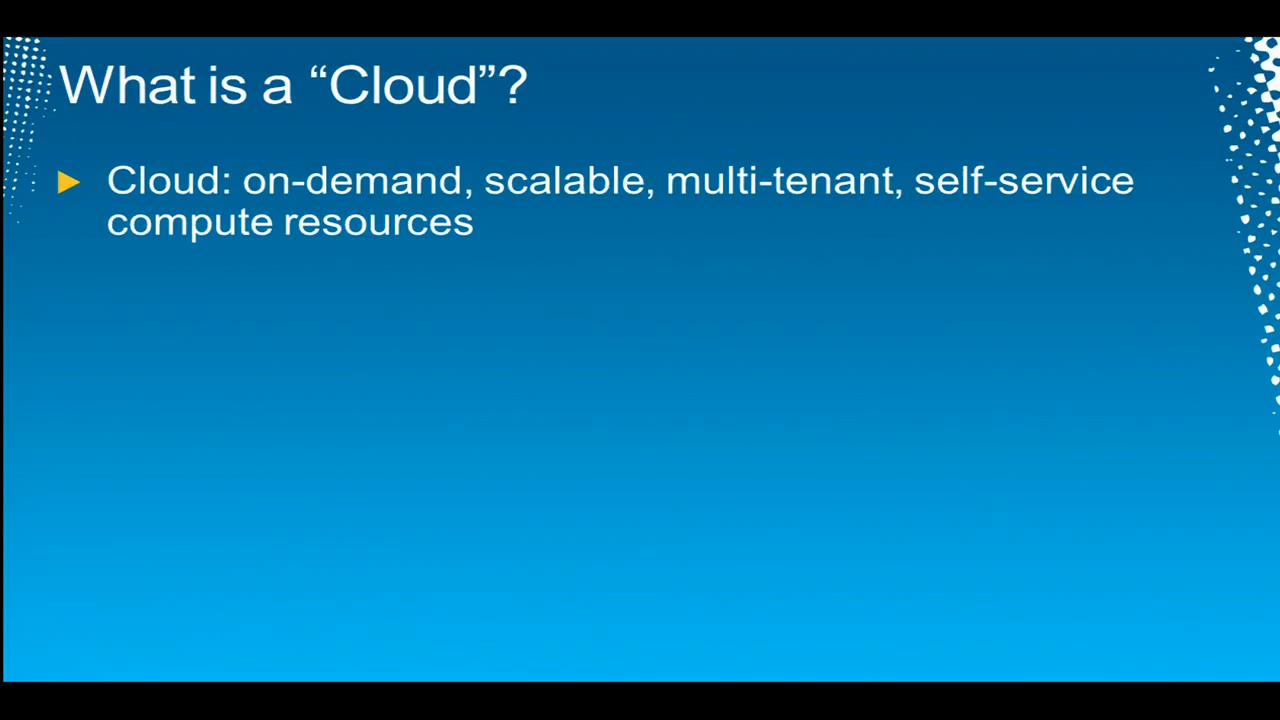 What is a “Cloud”?
Cloud: on-demand, scalable, multi-tenant, self-service
compute resources